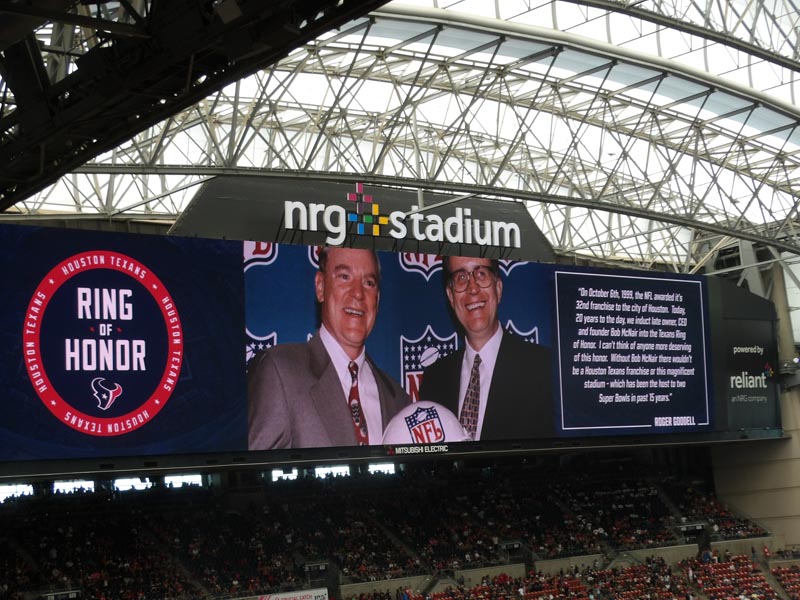 nrg stadium
HOUSTON TEXANS
HOUSTON TEXANS
HOUSTON TEXANS
HOUSTON TEXANS
RING
OF
HONOR
NFL
"On October 6th, 1999, the NFL awarded it's
32nd franchise to the city of Houston. Today,
20 years to the day, we induct late owner, CEO
and founder Bob McNair into the Texans Ring
of Honor. I can't think of anyone more deserving
of this honor. Without Bob McNair there wouldn't
be a Houston Texans franchise or this magnificent
stadium - which has been the host to two
Super Bowls in past 15 years."
ROGER GOODELL
powered by
reliant
an NRG company
MITSUBISHI ELECTRIC